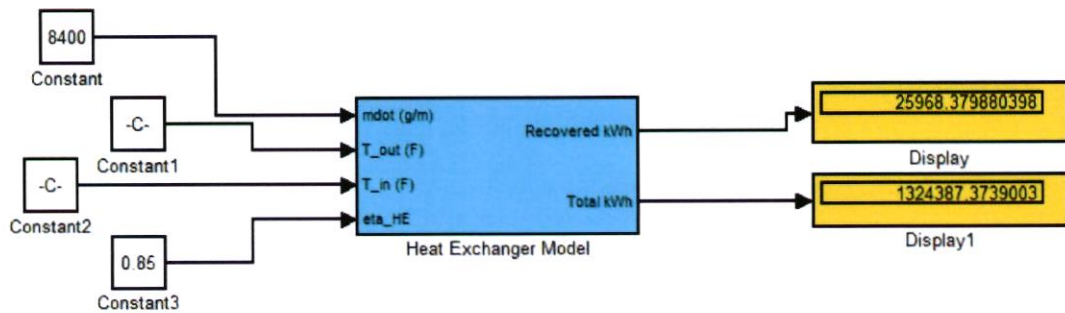 8400
Constant
-C-
Constant1
-C-
Constant2
0.85
Constant3
mdot (g/m)
T_out (F)
T_in (F)
eta_HE
Recovered kWh
Total kWh
Heat Exchanger Model
25968.379880398
Display
1324387.3739003
Display1